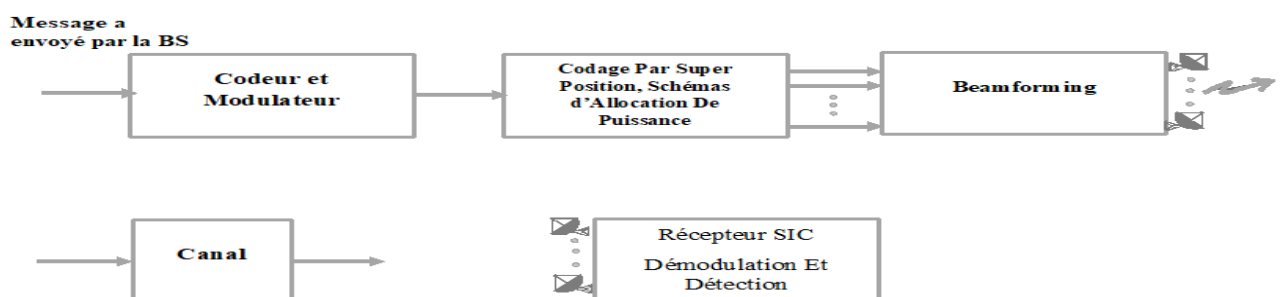 Message a
envoyé par la BS
Codeur et
Modulateur
Codage Par Super
Position, Schémas
d'Allocation De
Puissance
Beamforming
Canal
Récepteur SIC
Démodulation Et
Détection